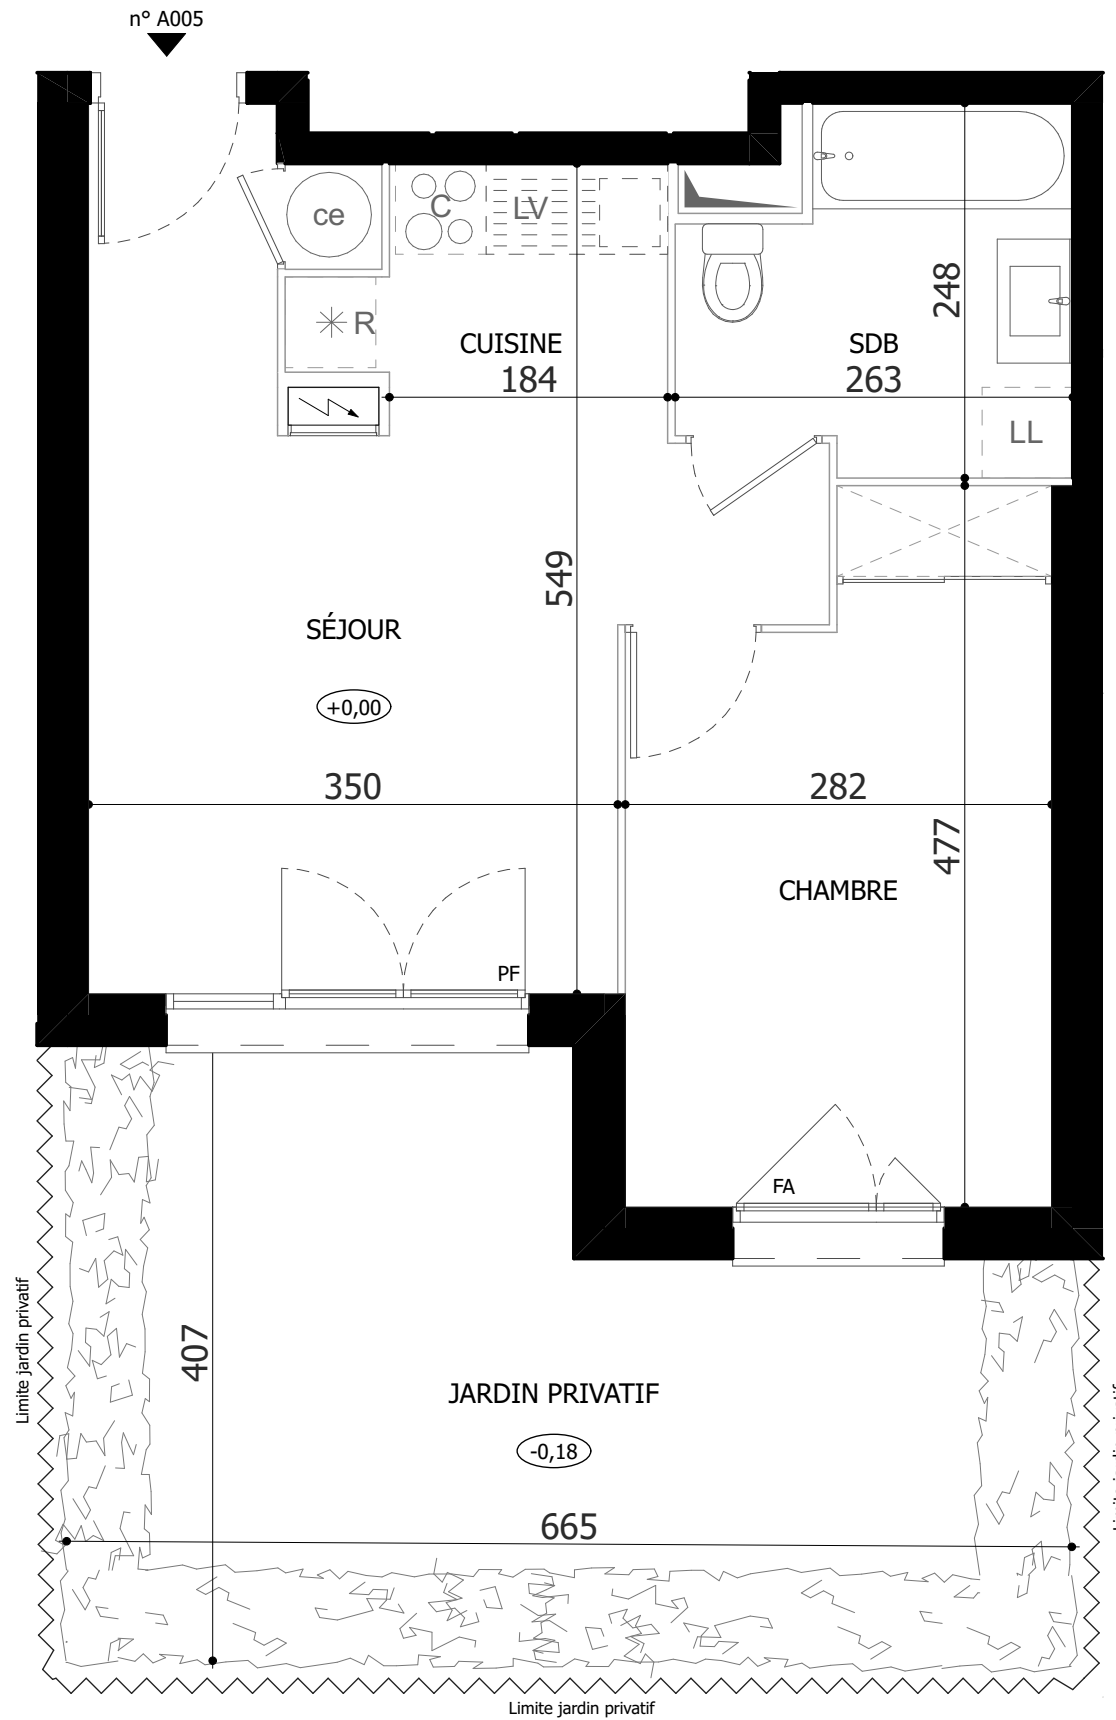 n° A005
ce
C
LV
R
CUISINE
184
SDB
263
248
LL
549
SÉJOUR
+0,00
350
282
477
CHAMBRE
PF
FA
Limite jardin privatif
407
JARDIN PRIVATIF
-0,18
665
Limite jardin privatif